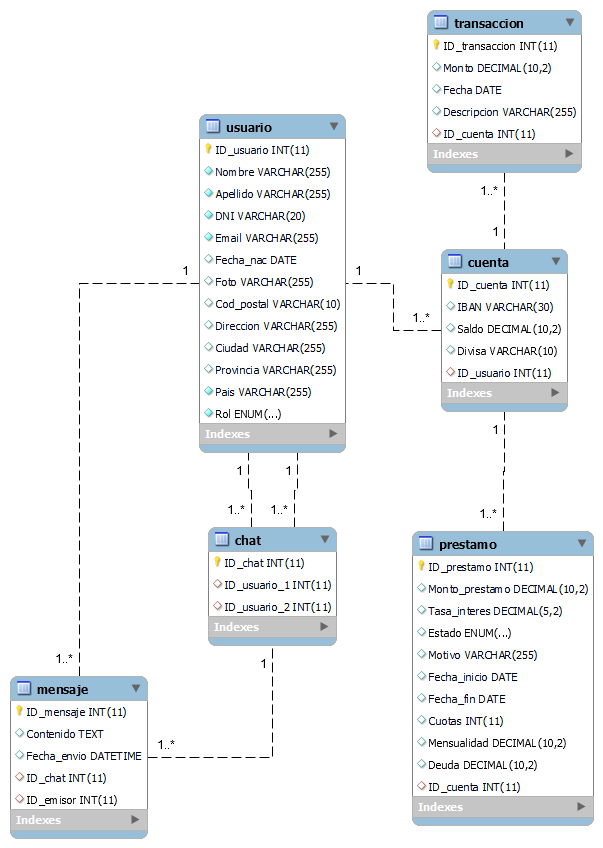 transaccion
ID_transaccion INT(11)
Monto DECIMAL(10,2)
Fecha DATE
Descripcion VARCHAR(255)
ID_cuenta INT(11)
Indexes
1..*
1
usuario
ID_usuario INT(11)
Nombre VARCHAR(255)
Apellido VARCHAR(255)
DNI VARCHAR(20)
Email VARCHAR(255)
Fecha_nac DATE
Foto VARCHAR(255)
Cod_postal VARCHAR(10)
Direccion VARCHAR(255)
Ciudad VARCHAR(255)
Provincia VARCHAR(255)
Pais VARCHAR(255)
Rol ENUM(...)
Indexes
1
1
1..*
cuenta
ID_cuenta INT(11)
IBAN VARCHAR(30)
Saldo DECIMAL(10,2)
Divisa VARCHAR(10)
ID_usuario INT(11)
Indexes
1
1..*
1
1
1..*
1..*
chat
ID_chat INT(11)
ID_usuario_1 INT(11)
ID_usuario_2 INT(11)
Indexes
1
1..*
1..*
prestamo
ID_prestamo INT(11)
Monto_prestamo DECIMAL(10,2)
Tasa_interes DECIMAL(5,2)
Estado ENUM(...)
Motivo VARCHAR(255)
Fecha_inicio DATE
Fecha_fin DATE
Cuotas INT(11)
Mensualidad DECIMAL(10,2)
Deuda DECIMAL(10,2)
ID_cuenta INT(11)
Indexes
mensaje
ID_mensaje INT(11)
Contenido TEXT
Fecha_envio DATETIME
ID_chat INT(11)
ID_emisor INT(11)
Indexes